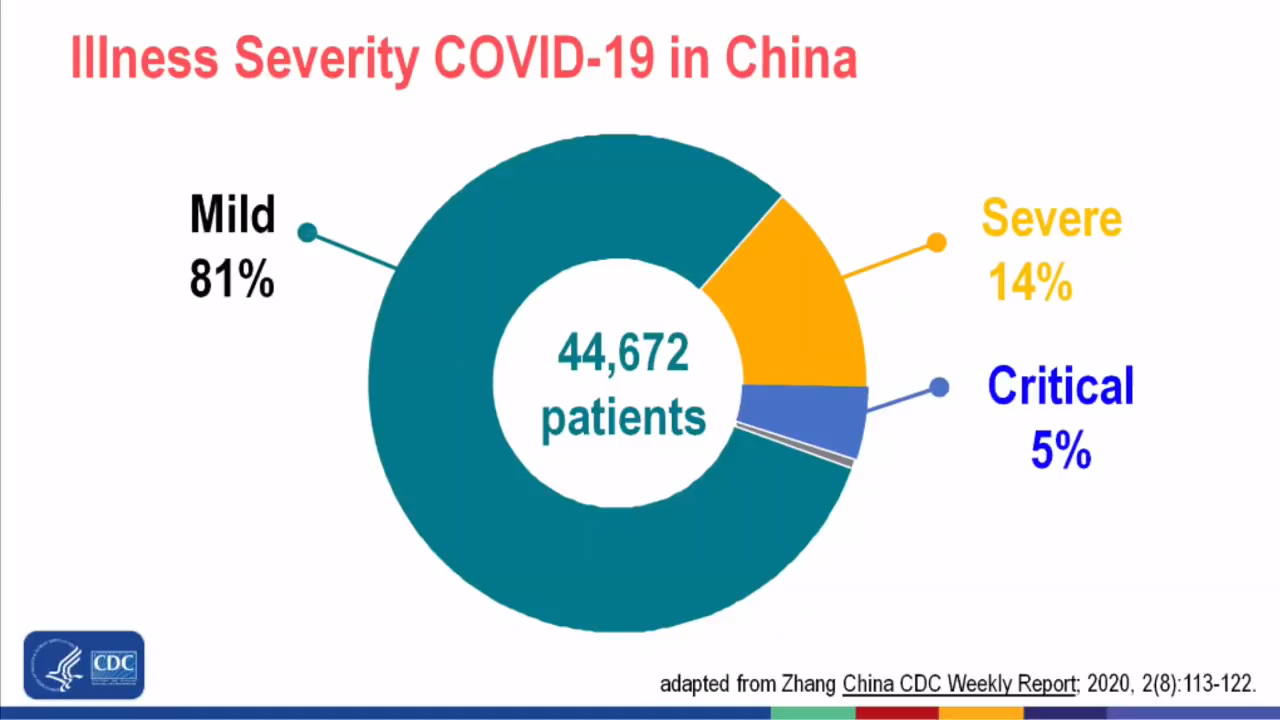 Illness Severity COVID-19 in China
Mild
81%
44,672
patients
Severe
14%
Critical
5%
CDC
adapted from Zhang China CDC Weekly Report; 2020, 2(8):113-122.